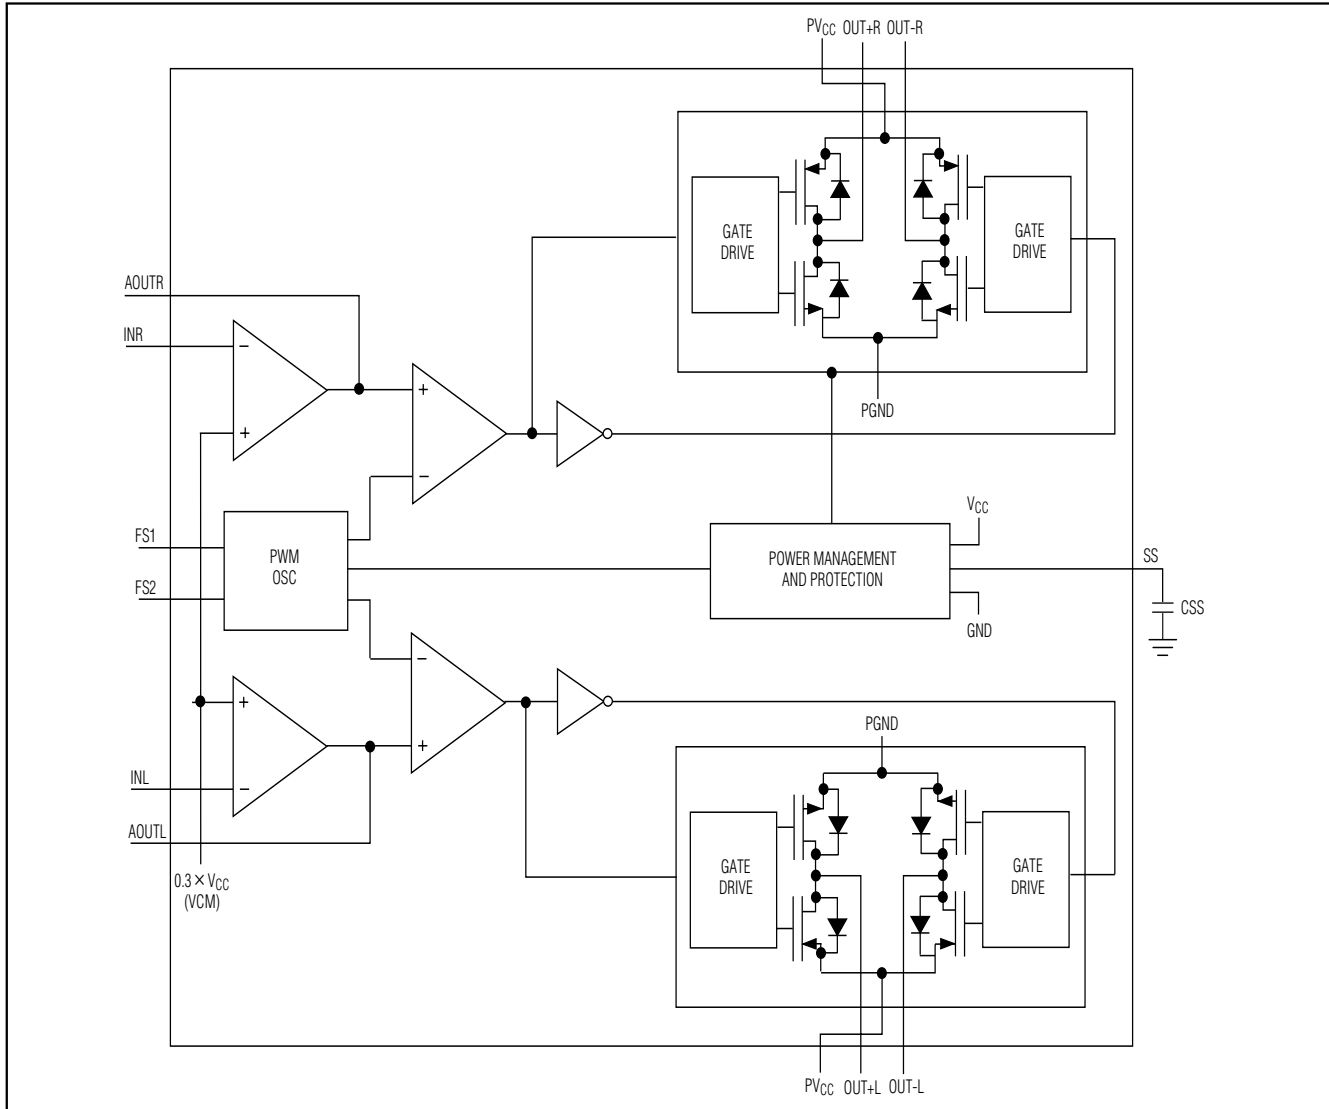 PVCC OUT+R OUT-R
GATE
DRIVE
GATE
DRIVE
AOUTR
INR
−
+
+
−
PGND
VCC
FS1
FS2
PWM
OSC
POWER MANAGEMENT
AND PROTECTION
SS
CSS
GND
−
+
+
−
PGND
INL
AOUTL
GATE
DRIVE
GATE
DRIVE
0.3 × VCC
(VCM)
PVCC OUT+L OUT-L